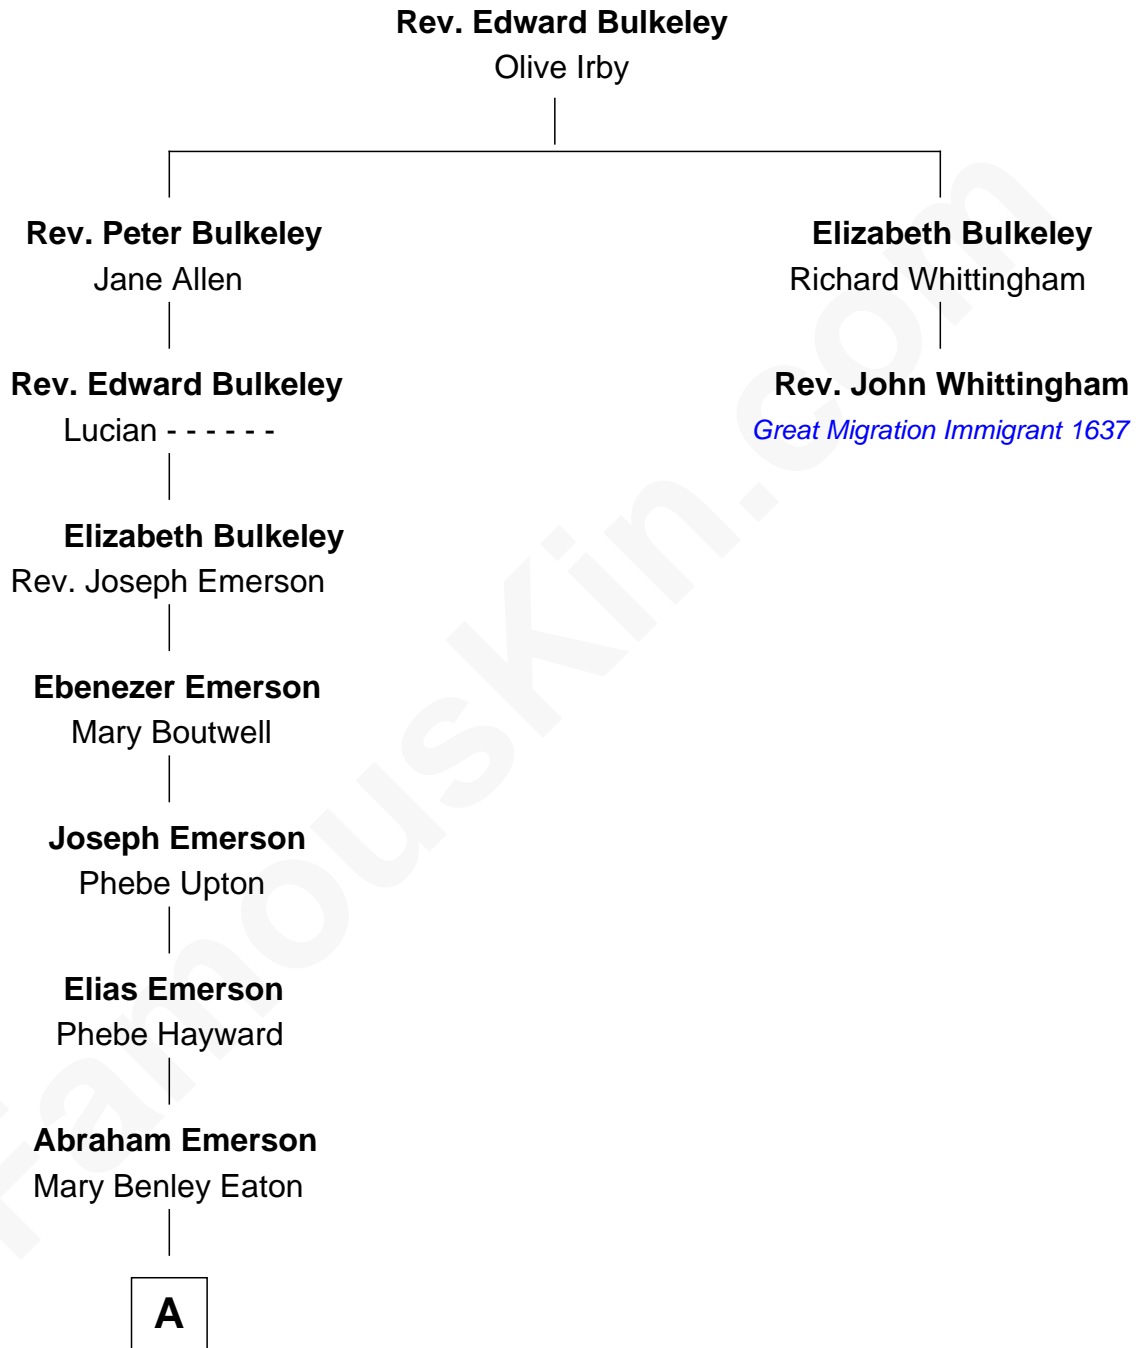 Rev. Edward Bulkeley
Olive Irby
Rev. Peter Bulkeley
Jane Allen
Elizabeth Bulkeley
Richard Whittingham
Rev. Edward Bulkeley
Lucian - - - - - -
Rev. John Whittingham
Great Migration Immigrant 1637
Elizabeth Bulkeley
Rev. Joseph Emerson
Ebenezer Emerson
Mary Boutwell
Joseph Emerson
Phebe Upton
Elias Emerson
Phebe Hayward
Abraham Emerson
Mary Benley Eaton
A
FamousKin.com